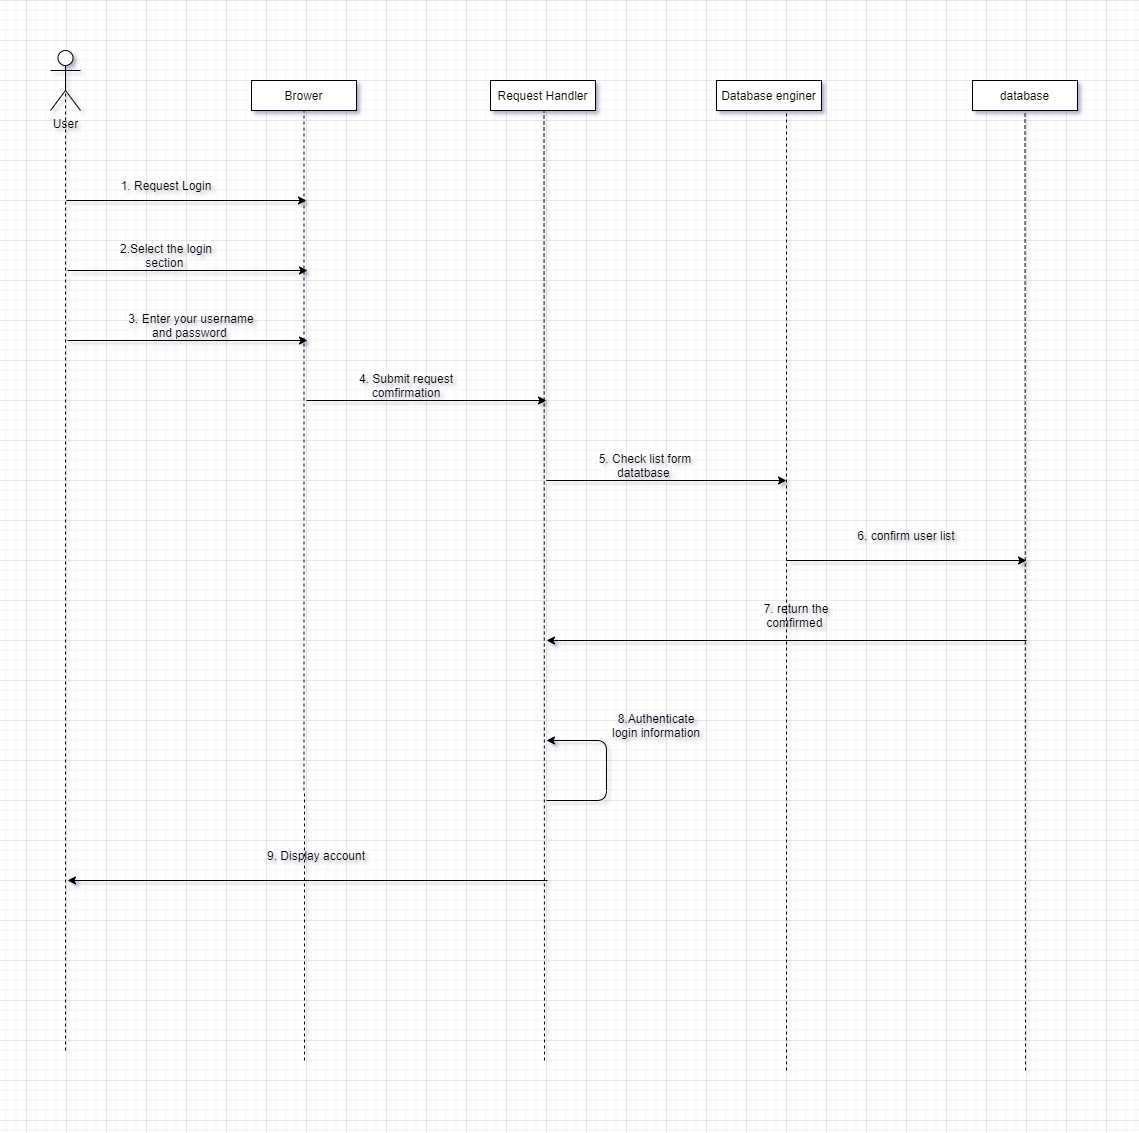 User
Brower
Request Handler
Database enginer
database
1. Request Login
2.Select the login
section
3. Enter your username
and password
4. Submit request
comfirmation
5. Check list form
datatbase
6. confirm user list
7. return the
comfirmed
8.Authenticate
login information
9. Display account